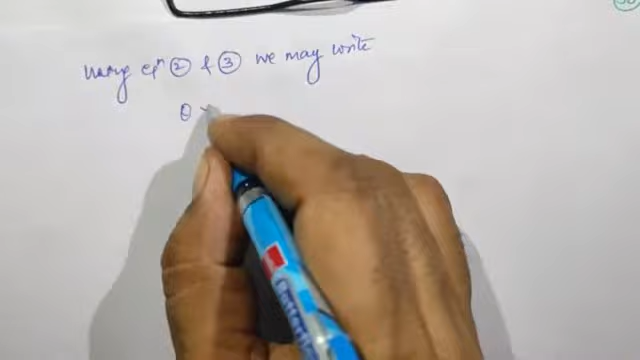 Using eqⁿ ② & ③ we may write
θ